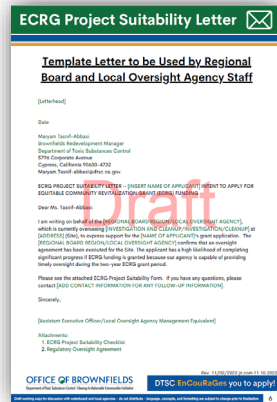 ECRG Project Suitability Letter
Template Letter to be Used by Regional
Board and Local Oversight Agency Staff
[Letterhead]
Date
Maryam Tasnif-Abbasi
Brownfields Redevelopment Manager
Department of Toxic Substances Control
5796 Corporate Avenue
Cypress, California 90630-4732
Maryam.Tasnif-abbasi@dtsc.ca.gov
ECRG PROJECT SUITABILITY LETTER – [INSERT NAME OF APPLICANT] INTENT TO APPLY FOR
EQUITABLE COMMUNITY REVITALIZATION GRANT (ECRG) FUNDING
Dear Ms. Tasnif-Abbasi:
I am writing on behalf of the [REGIONAL BOARD REGION/LOCAL OVERSIGHT AGENCY],
which is currently overseeing [INVESTIGATION AND CLEANUP/INVESTIGATION/CLEANUP] at
[ADDRESS] (Site), to express support for the [NAME OF APPLICANT]'s grant application. The
[REGIONAL BOARD REGION/LOCAL OVERSIGHT AGENCY] confirms that an oversight
agreement has been executed for the Site. The applicant has a high likelihood of completing
significant progress if ECRG funding is granted because our agency is capable of providing
timely oversight during the two-year ECRG grant period.
Please see the attached ECRG Project Suitability Form. If you have any questions, please
contact [ADD CONTACT INFORMATION FOR ANY FOLLOW-UP INFORMATION].
Sincerely,
[Assistant Executive Officer/Local Oversight Agency Management Equivalent]
Attachments:
1. ECRG Project Suitability Checklist
2. Regulatory Oversight Agreement
Draft
Rev. 11/02/2022 jc-com.11.10.2022
OFFICE OF BROWNFIELDS
DTSC EnCouRaGes you to apply!
6